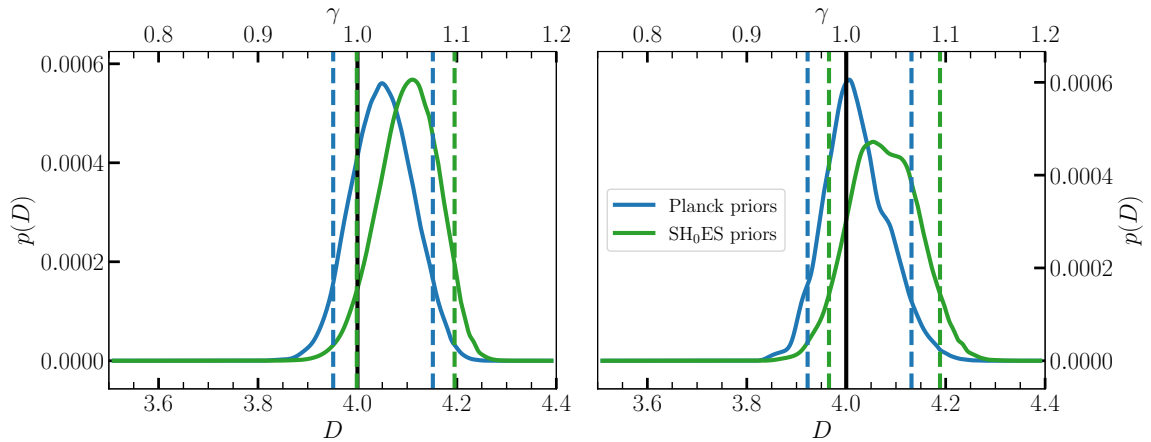 γ
0.8 0.9 1.0 1.1 1.2
p(D)
0.0006
0.0004
0.0002
0.0000
3.6 3.8 4.0 4.2 4.4
D
γ
0.8 0.9 1.0 1.1 1.2
Planck priors
SH₀ES priors
0.0006
0.0004
0.0002
0.0000
p(D)
3.6 3.8 4.0 4.2 4.4
D